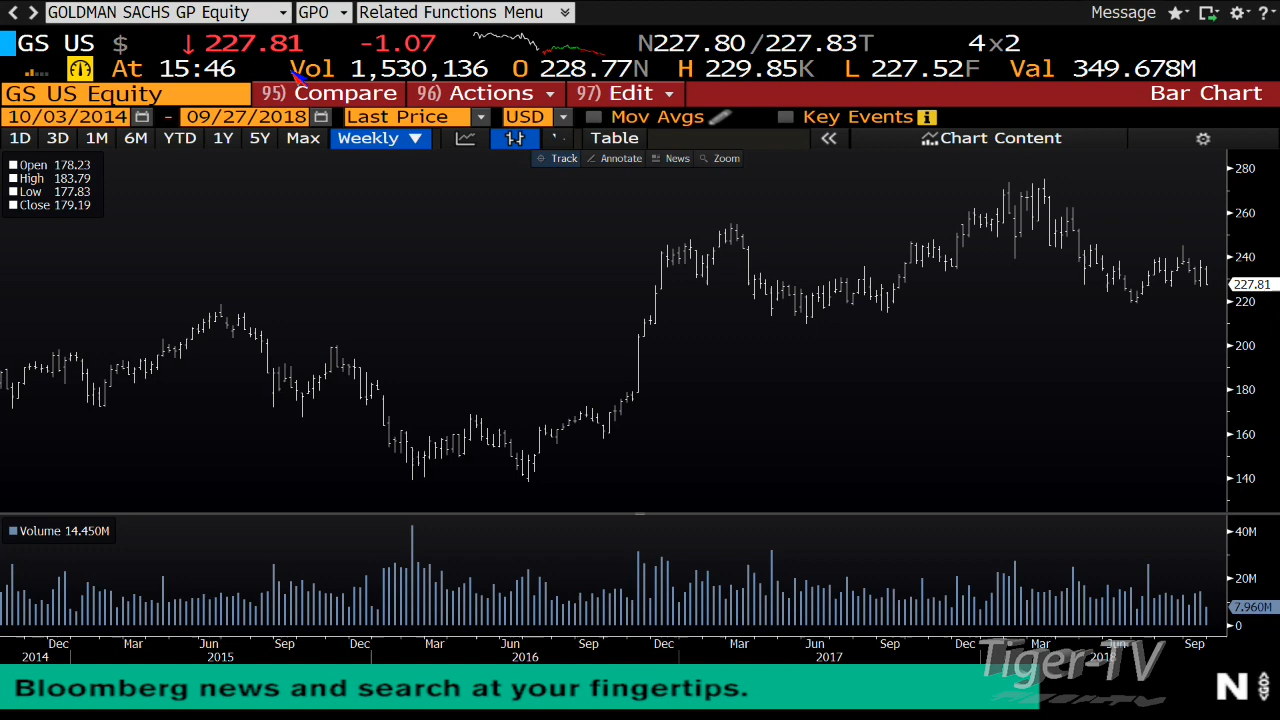 GOLDMAN SACHS GP Equity GPO Related Functions Menu Message
GS US $ ↓ 227.81 -1.07 N227.80/227.83T 4x2
At 15:46 Vol 1,530,136 O 228.77N H 229.85K L 227.52F Val 349.678M
GS US Equity 95) Compare 96) Actions 97) Edit Bar Chart
10/03/2014 - 09/27/2018 Last Price USD Mov Avgs Key Events
1D 3D 1M 6M YTD 1Y 5Y Max Weekly ▼ Table « Chart Content
Track Annotate News Zoom
Open 178.23
High 183.79
Low 177.83
Close 179.19
280
260
240
227.81
220
200
180
160
140
Volume 14.450M
40M
20M
7.960M
0
Dec Mar Jun Sep Dec Mar Jun Sep Dec Mar Jun Sep Dec Mar Jun Sep
2014 2015 2016 2017 2018
Tiger-TV
Bloomberg news and search at your fingertips.
N